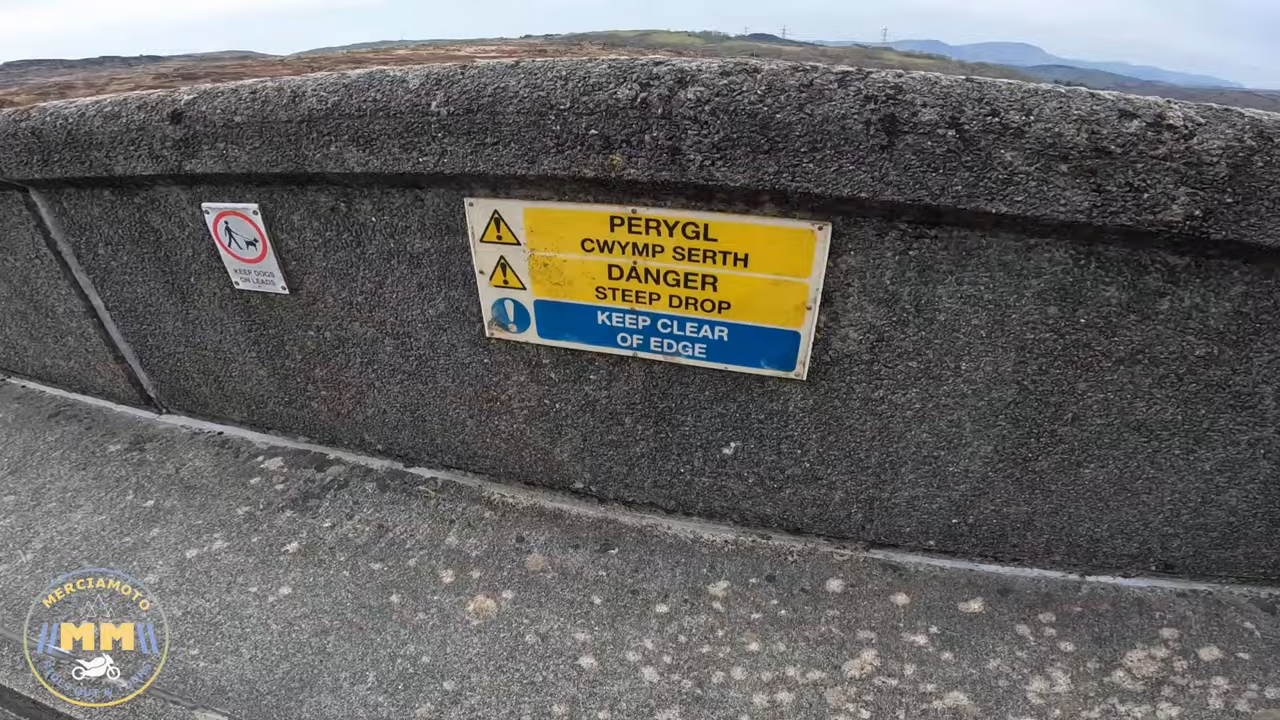 KEEP DOGS
ON LEADS
PERYGL
CWYMP SERTH
DANGER
STEEP DROP
KEEP CLEAR
OF EDGE
MERCIAMOTO
MM